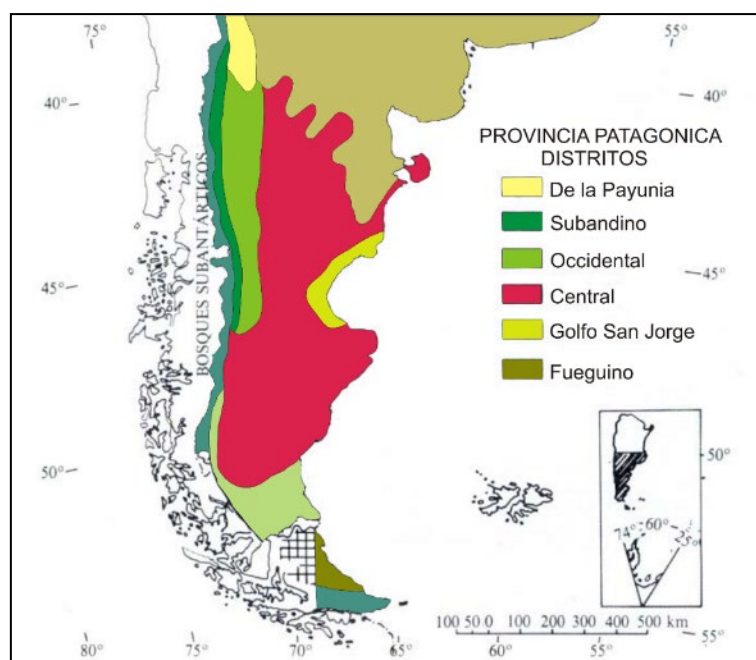 75°
55°
40°
40°
PROVINCIA PATAGONICA
DISTRITOS
De la Payunia
Subandino
Occidental
Central
Golfo San Jorge
Fueguino
BOSQUES SUBANTÁRTICOS
45°
45°
50°
50°
74°
60°
25°
100 50 0 100 200 300 400 500 km
80°
75°
70°
65°
60°
55°
55°